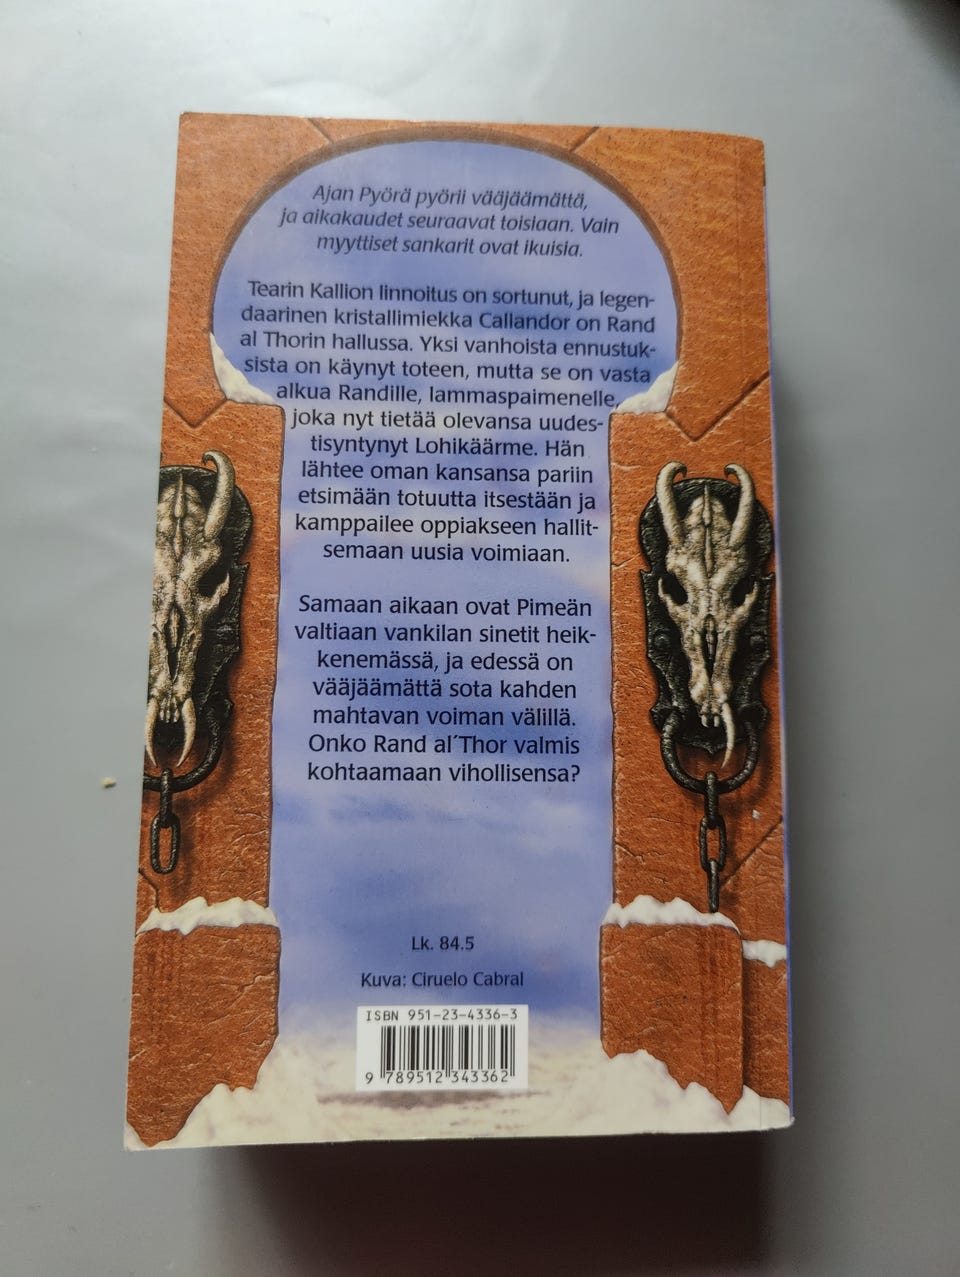 Ajan Pyörä pyörii vääjäämättä,
ja aikakaudet seuraavat toisiaan. Vain
myyttiset sankarit ovat ikuisia.
Tearin Kallion linnoitus on sortunut, ja legen-
daarinen kristallimiekka Callandor on Rand
al Thorin hallussa. Yksi vanhoista ennustuk-
sista on käynyt toteen, mutta se on vasta
alkua Randille, lammaspaimenelle,
joka nyt tietää olevansa uudes-
tisyntynyt Lohikäärme. Hän
lähtee oman kansansa pariin
etsimään totuutta itsestään ja
kamppailee oppiakseen hallit-
semaan uusia voimiaan.
Samaan aikaan ovat Pimeän
valtiaan vankilan sinetit heik-
kenemässä, ja edessä on
vääjäämättä sota kahden
mahtavan voiman välillä.
Onko Rand al´Thor valmis
kohtaamaan vihollisensa?
Lk. 84.5
Kuva: Ciruelo Cabral
ISBN 951-23-4336-3
9 789512 343362